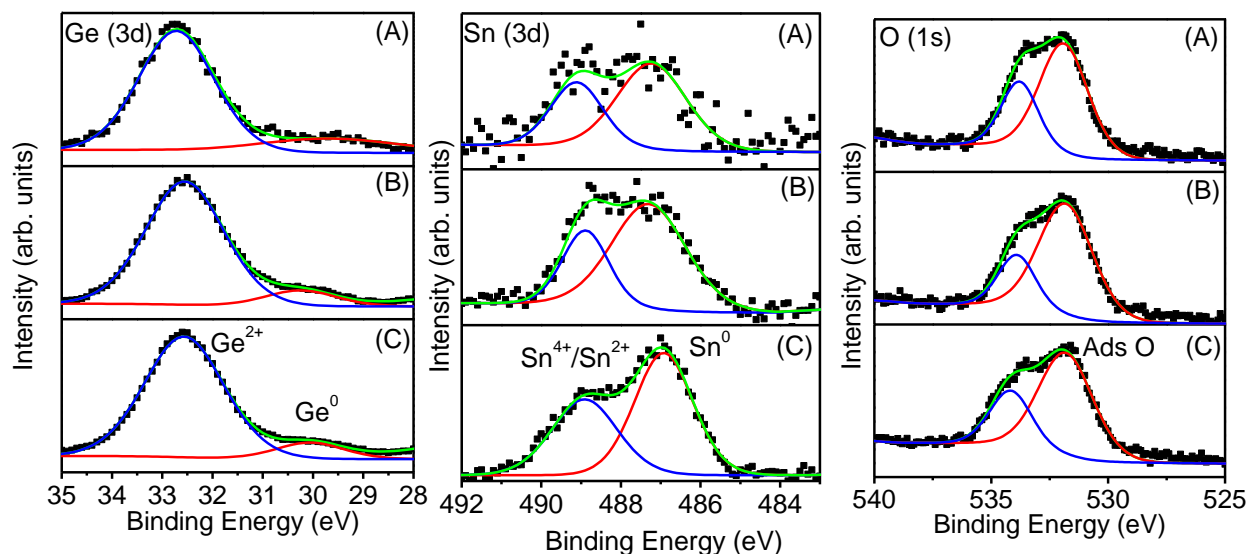 Ge (3d)
(A)
(B)
(C)
Ge2+
Ge0
Intensity (arb. units)
35 34 33 32 31 30 29 28
Binding Energy (eV)
Sn (3d)
(A)
(B)
(C)
Sn4+/Sn2+
Sn0
Intensity (arb. units)
492 490 488 486 484
Binding Energy (eV)
O (1s)
(A)
(B)
(C)
Ads O
Intensity (arb. units)
540 535 530 525
Binding Energy (eV)